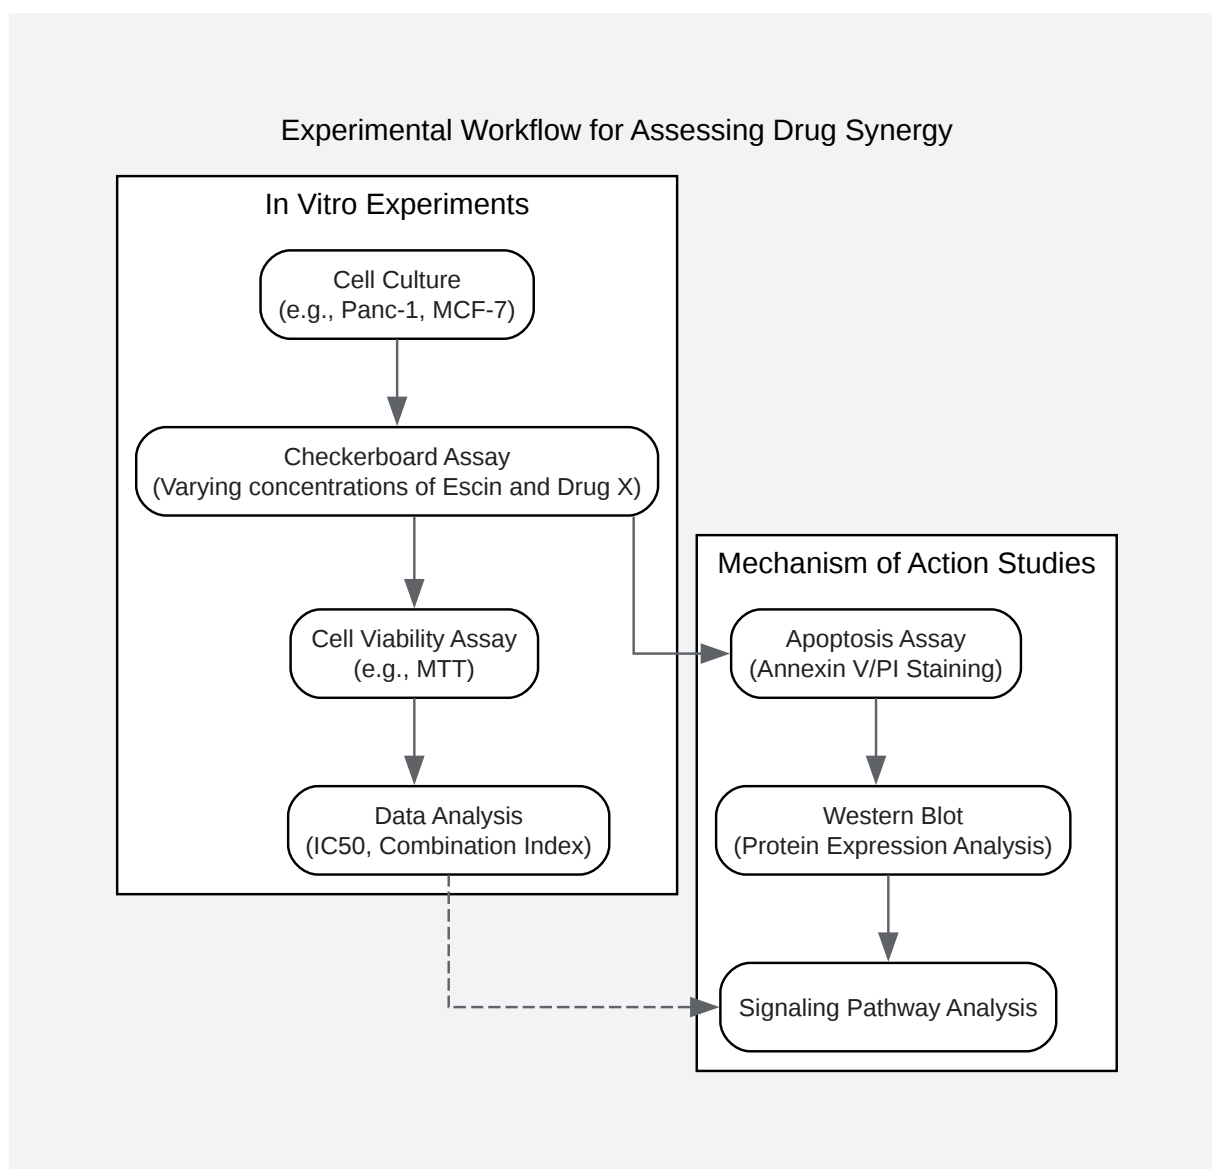 Experimental Workflow for Assessing Drug Synergy
In Vitro Experiments
Cell Culture
(e.g., Panc-1, MCF-7)
Checkerboard Assay
(Varying concentrations of Escin and Drug X)
Cell Viability Assay
(e.g., MTT)
Data Analysis
(IC50, Combination Index)
Mechanism of Action Studies
Apoptosis Assay
(Annexin V/PI Staining)
Western Blot
(Protein Expression Analysis)
Signaling Pathway Analysis